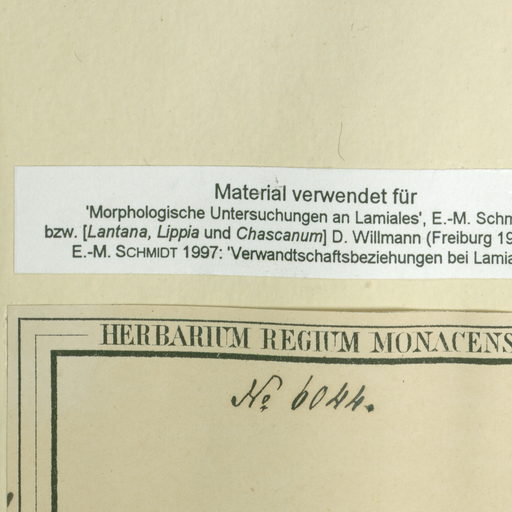 Material verwendet für
'Morphologische Untersuchungen an Lamiales', E.-M. Schm
bzw. [Lantana, Lippia und Chascanum] D. Willmann (Freiburg 19
E.-M. SCHMIDT 1997: 'Verwandtschaftsbeziehungen bei Lamia
HERBARIUM REGIUM MONACENS
No. 6044.